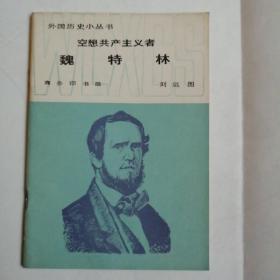 外国历史小丛书
空想共产主义者
魏特林
商务印书馆 刘远图